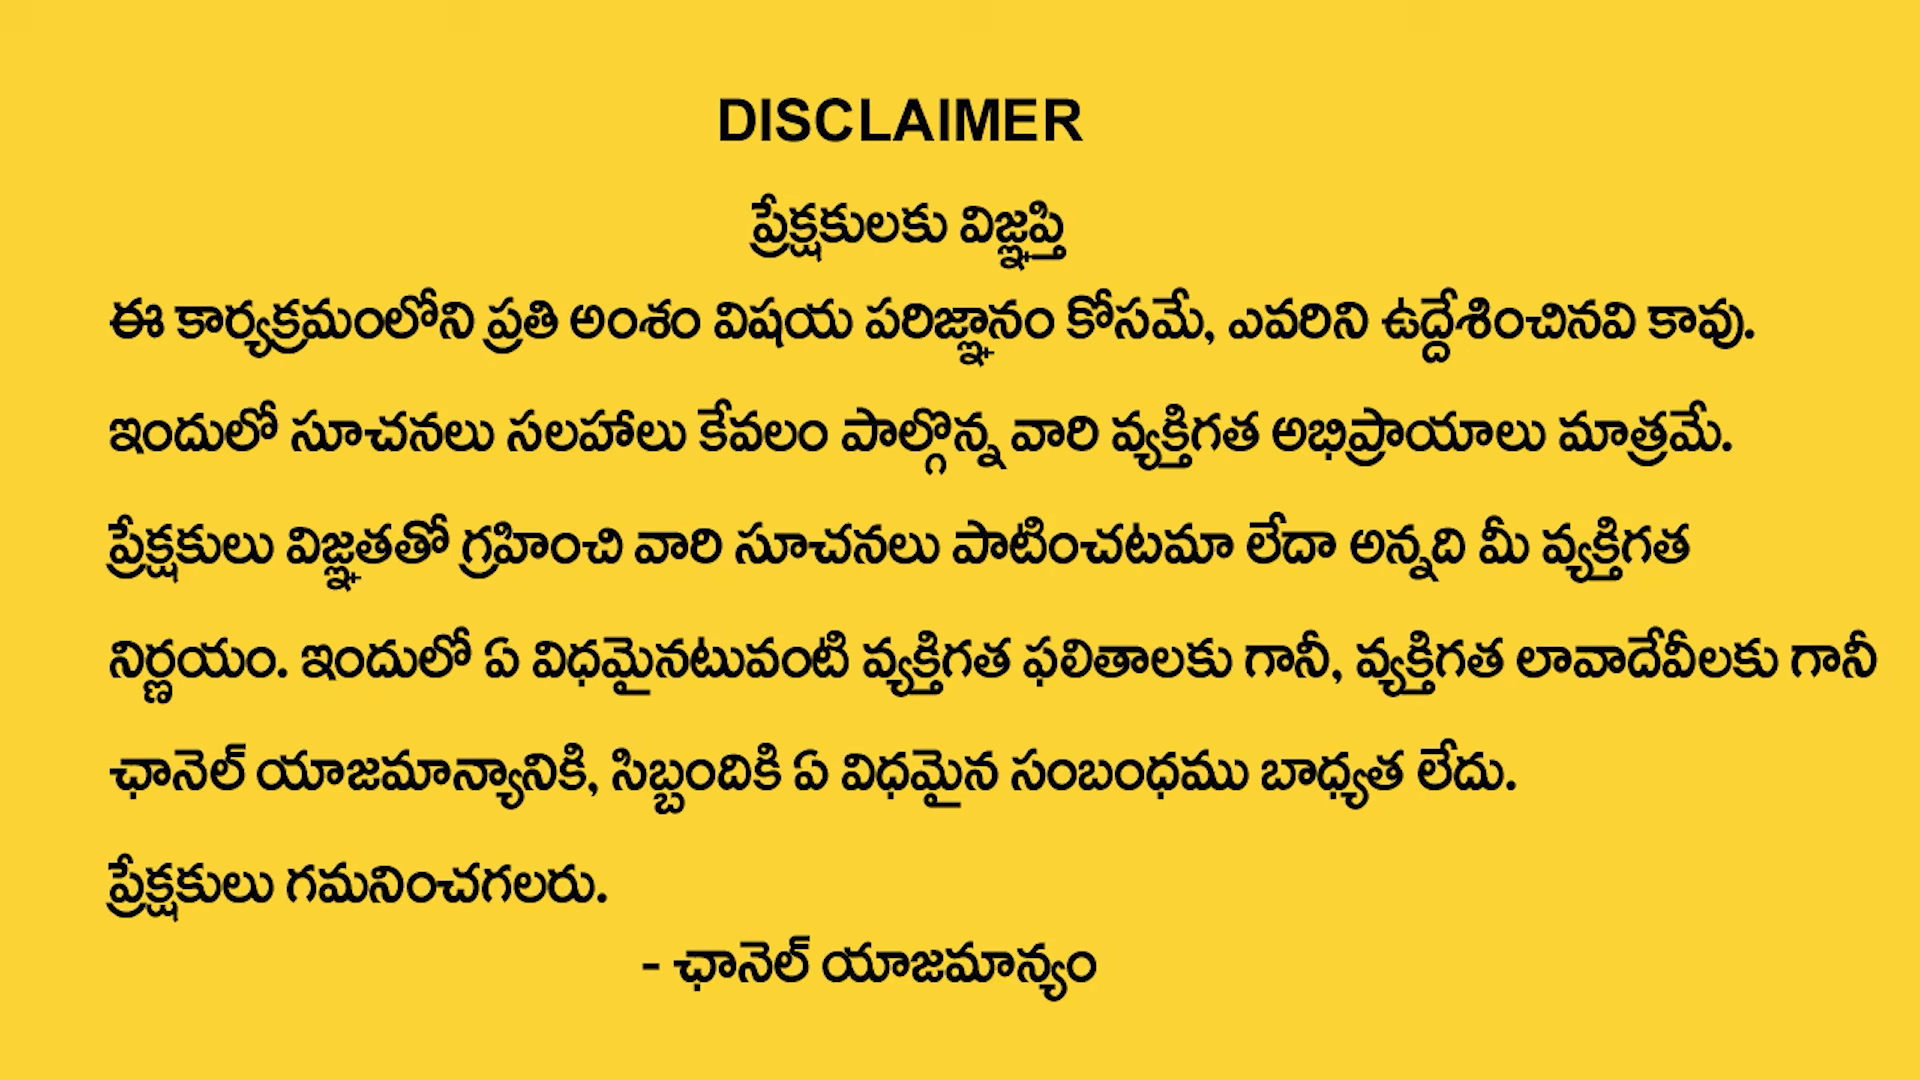 DISCLAIMER
ప్రేక్షకులకు విజ్ఞప్తి
ఈ కార్యక్రమంలోని ప్రతి అంశం విషయ పరిజ్ఞానం కోసమే, ఎవరిని ఉద్దేశించినవి కావు.
ఇందులో సూచనలు సలహాలు కేవలం పాల్గొన్న వారి వ్యక్తిగత అభిప్రాయాలు మాత్రమే.
ప్రేక్షకులు విజ్ఞతతో గ్రహించి వారి సూచనలు పాటించటమా లేదా అన్నది మీ వ్యక్తిగత
నిర్ణయం. ఇందులో ఏ విధమైనటువంటి వ్యక్తిగత ఫలితాలకు గానీ, వ్యక్తిగత లావాదేవీలకు గానీ
ఛానెల్ యాజమాన్యానికి, సిబ్బందికి ఏ విధమైన సంబంధము బాధ్యత లేదు.
ప్రేక్షకులు గమనించగలరు.
- ఛానెల్ యాజమాన్యం